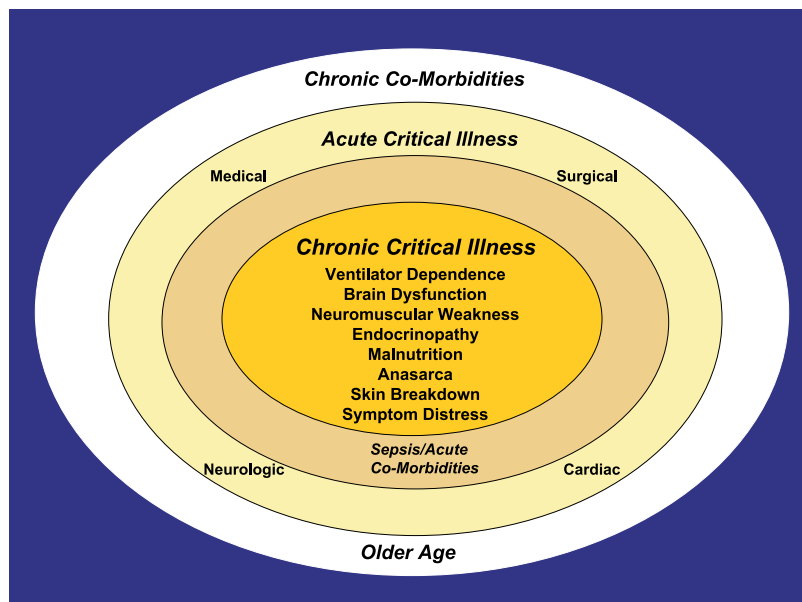 Chronic Co-Morbidities
Acute Critical Illness
Medical
Surgical
Chronic Critical Illness
Ventilator Dependence
Brain Dysfunction
Neuromuscular Weakness
Endocrinopathy
Malnutrition
Anasarca
Skin Breakdown
Symptom Distress
Sepsis/Acute
Co-Morbidities
Neurologic
Cardiac
Older Age